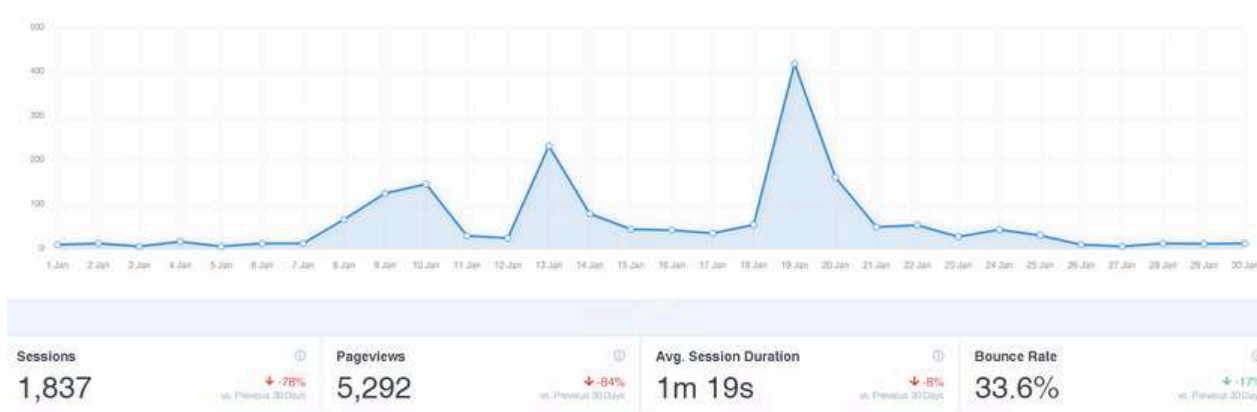 500
400
300
200
100
0
1 Jan 2 Jan 3 Jan 4 Jan 5 Jan 6 Jan 7 Jan 8 Jan 9 Jan 10 Jan 11 Jan 12 Jan 13 Jan 14 Jan 15 Jan 16 Jan 17 Jan 18 Jan 19 Jan 20 Jan 21 Jan 22 Jan 23 Jan 24 Jan 25 Jan 26 Jan 27 Jan 28 Jan 29 Jan 30 Jan
Sessions Pageviews Avg. Session Duration Bounce Rate
1,837 -78% 5,292 -84% 1m 19s -8% 33.6% -17%
vs. Previous 30 Days vs. Previous 30 Days vs. Previous 30 Days vs. Previous 30 Days